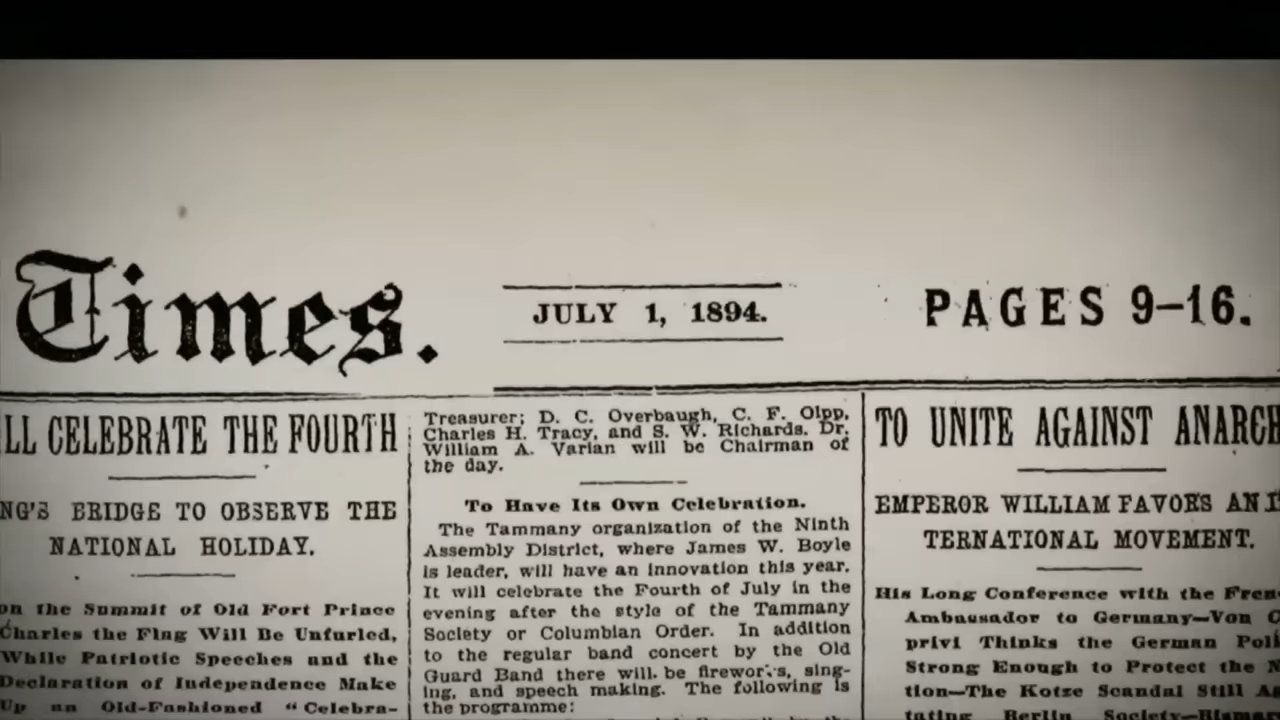 Times.
JULY 1, 1894.
PAGES 9-16.
LL CELEBRATE THE FOURTH
NG'S BRIDGE TO OBSERVE THE
NATIONAL HOLIDAY.
on the Summit of Old Fort Prince
Charles the Flag Will Be Unfurled,
While Patriotic Speeches and the
Declaration of Independence Make
Up an Old-Fashioned "Celebra-
Treasurer; D. C. Overbaugh, C. F. Olpp,
Charles H. Tracy, and S. W. Richards. Dr.
William A. Varian will be Chairman of
the day.
To Have Its Own Celebration.
The Tammany organization of the Ninth
Assembly District, where James W. Boyle
is leader, will have an innovation this year.
It will celebrate the Fourth of July in the
evening after the style of the Tammany
Society or Columbian Order. In addition
to the regular band concert by the Old
Guard Band there will be fireworks, sing-
ing, and speech making. The following is
the programme:
TO UNITE AGAINST ANARCH
EMPEROR WILLIAM FAVORS AN I
TERNATIONAL MOVEMENT.
His Long Conference with the Fren
Ambassador to Germany—Von C
privi Thinks the German Poli
Strong Enough to Protect the N
tion—The Kotze Scandal Still A
tating Berlin Society—Bismar